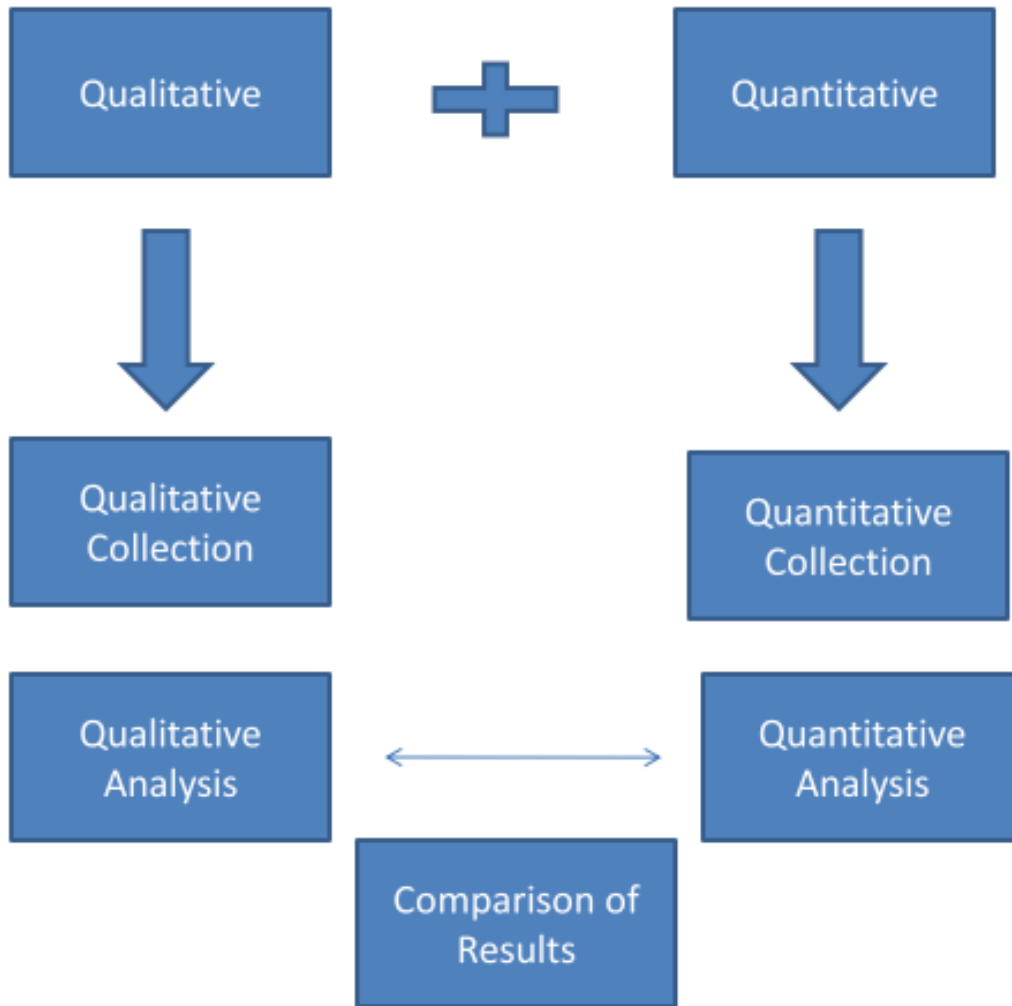 Qualitative
Quantitative
Qualitative
Collection
Quantitative
Collection
Qualitative
Analysis
Quantitative
Analysis
Comparison of
Results